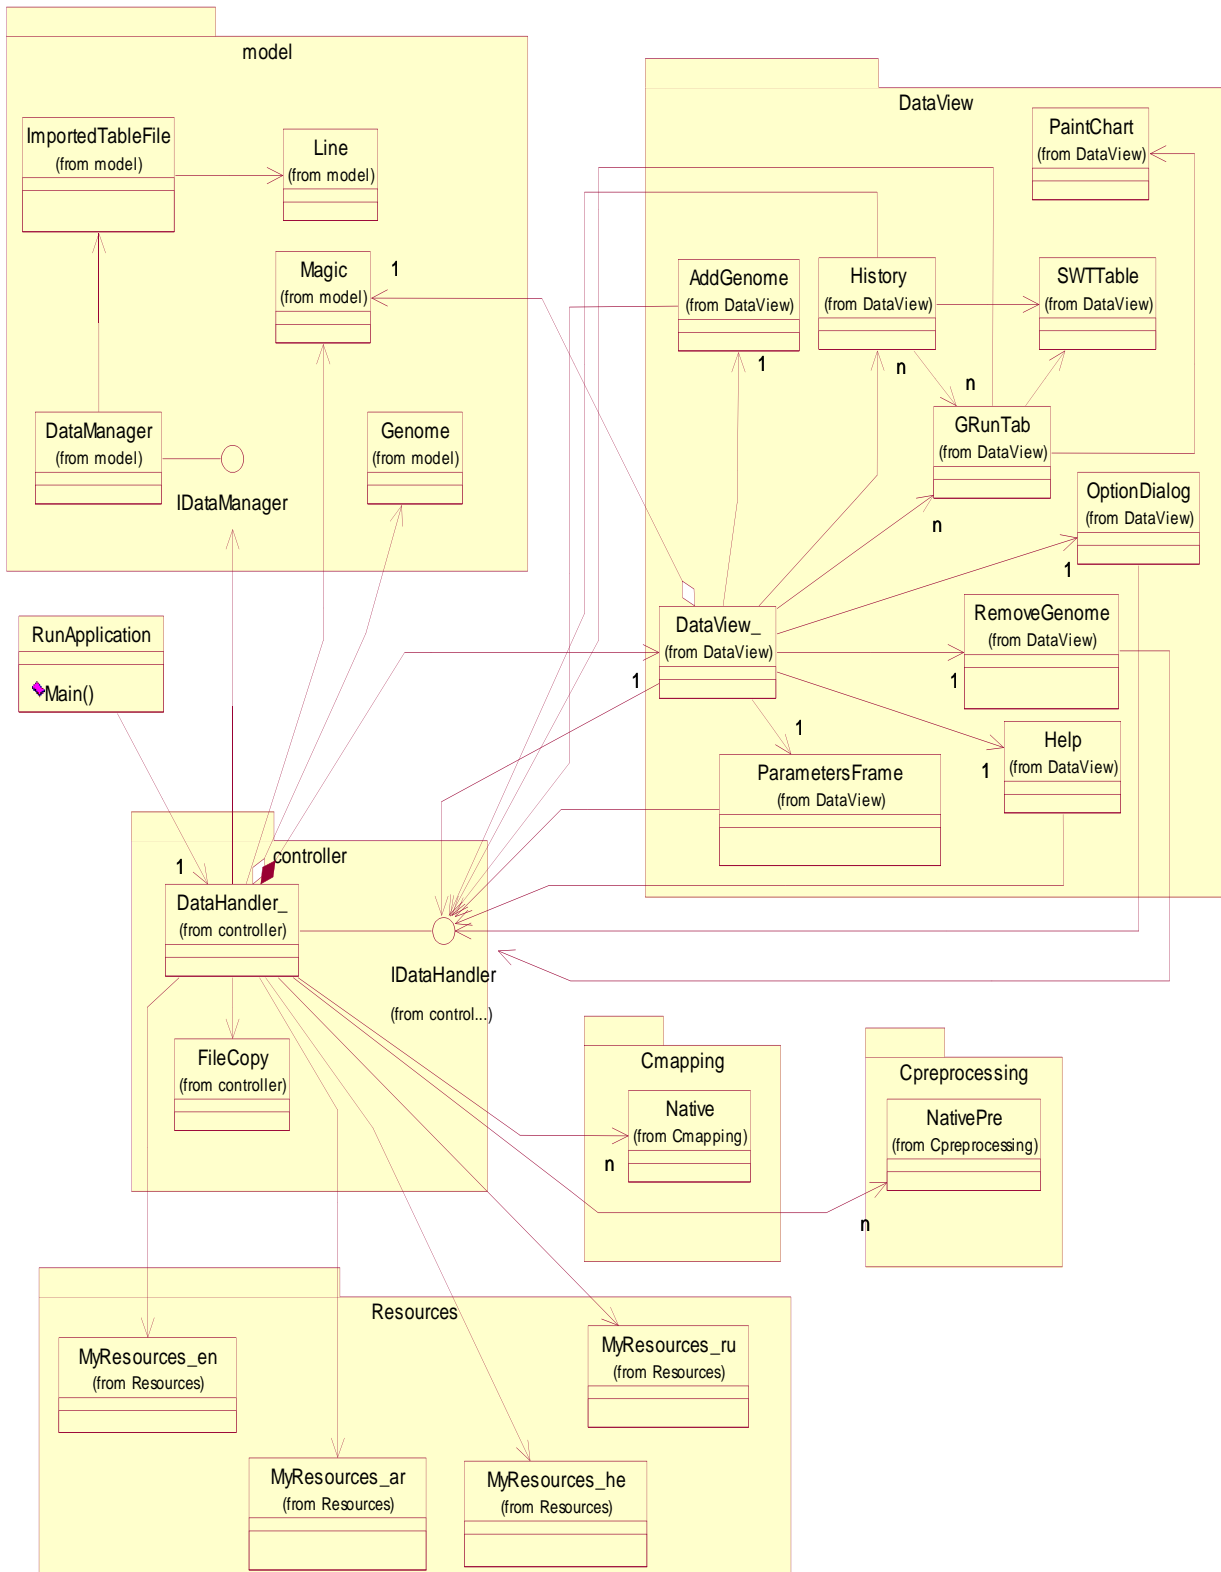 model
ImportedTableFile
(from model)
Line
(from model)
Magic
(from model)
1
DataManager
(from model)
IDataManager
Genome
(from model)
DataView
PaintChart
(from DataView)
AddGenome
(from DataView)
1
History
(from DataView)
n
SWTTable
(from DataView)
n
GRunTab
(from DataView)
n
OptionDialog
(from DataView)
1
DataView_
(from DataView)
1
RemoveGenome
(from DataView)
1
Help
(from DataView)
1
1
ParametersFrame
(from DataView)
RunApplication
Main()
controller
1
DataHandler_
(from controller)
IDataHandler
(from control...)
FileCopy
(from controller)
Cmapping
Native
(from Cmapping)
n
Cpreprocessing
NativePre
(from Cpreprocessing)
n
Resources
MyResources_en
(from Resources)
MyResources_ru
(from Resources)
MyResources_ar
(from Resources)
MyResources_he
(from Resources)